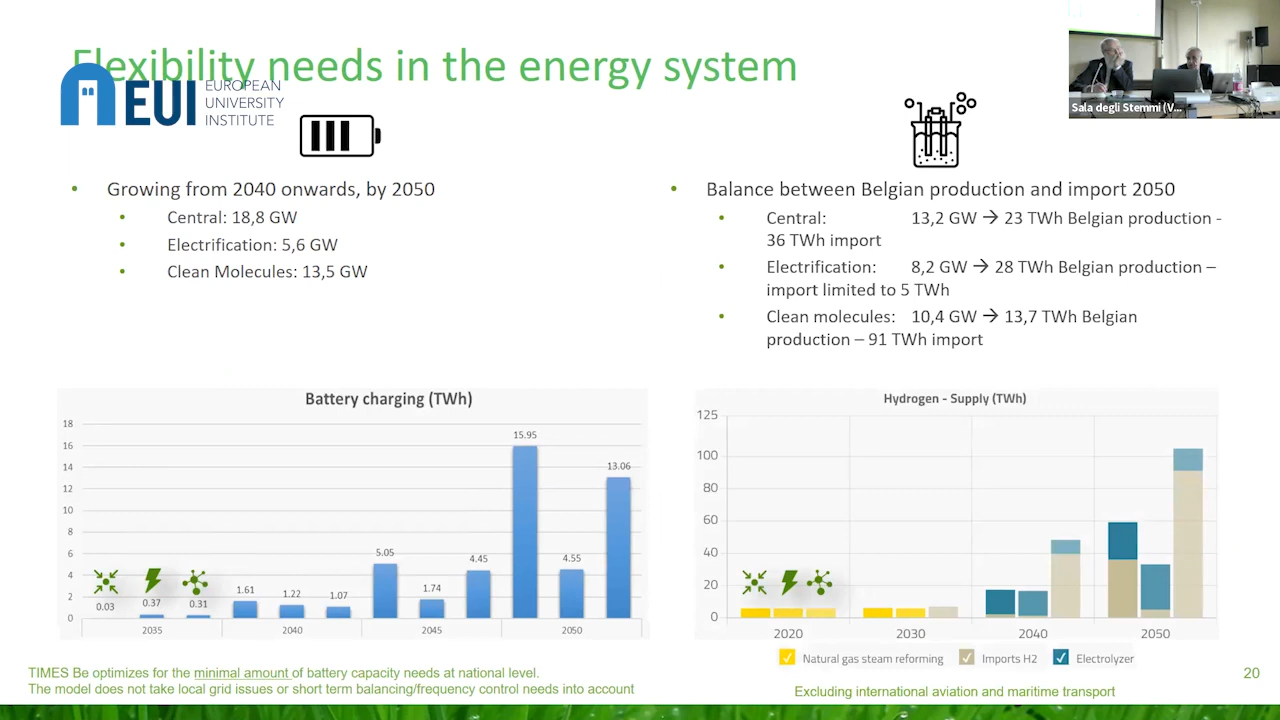 Flexibility needs in the energy system
EUI
EUROPEAN
UNIVERSITY
INSTITUTE
Sala degli Stemmi (V...
• Growing from 2040 onwards, by 2050
• Central: 18,8 GW
• Electrification: 5,6 GW
• Clean Molecules: 13,5 GW
• Balance between Belgian production and import 2050
• Central: 13,2 GW → 23 TWh Belgian production -
36 TWh import
• Electrification: 8,2 GW → 28 TWh Belgian production –
import limited to 5 TWh
• Clean molecules: 10,4 GW → 13,7 TWh Belgian
production – 91 TWh import
Battery charging (TWh)
18
16
14
12
10
8
6
4
2
0
0.03
0.37
0.31
1.61
1.22
1.07
5.05
1.74
4.45
15.95
4.55
13.06
2035
2040
2045
2050
Hydrogen - Supply (TWh)
125
100
80
60
40
20
0
2020
2030
2040
2050
Natural gas steam reforming
Imports H2
Electrolyzer
TIMES Be optimizes for the minimal amount of battery capacity needs at national level.
The model does not take local grid issues or short term balancing/frequency control needs into account
Excluding international aviation and maritime transport
20